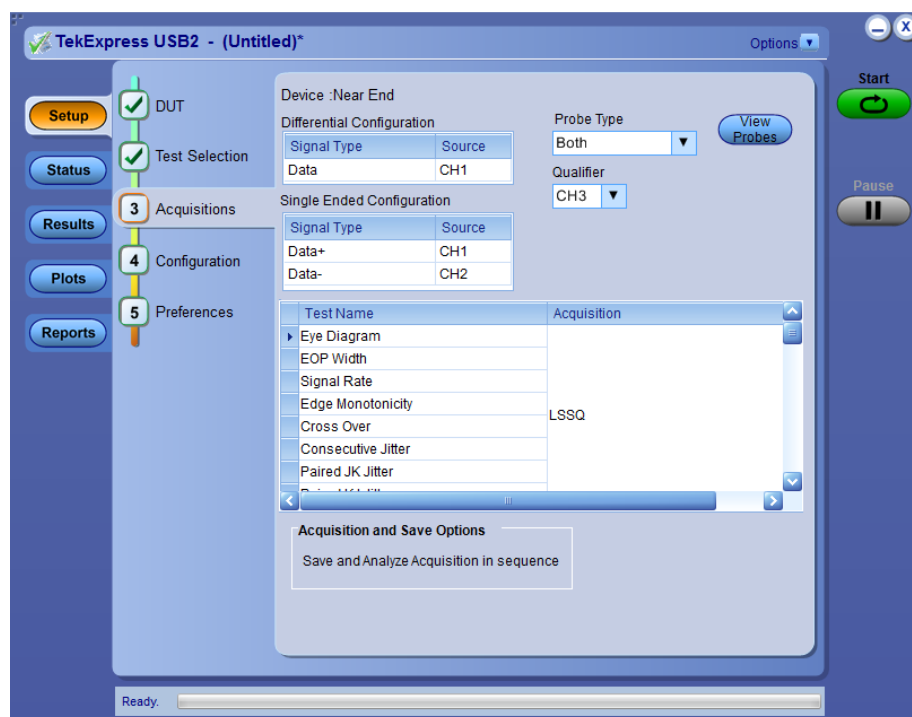 TekExpress USB2 - (Untitled)*
Options
Start
Pause
Setup
Status
Results
Plots
Reports
DUT
Test Selection
3 Acquisitions
4 Configuration
5 Preferences
Device :Near End
Differential Configuration
Signal Type Source
Data CH1
Probe Type
Both
View Probes
Qualifier
CH3
Single Ended Configuration
Signal Type Source
Data+ CH1
Data- CH2
Test Name Acquisition
Eye Diagram
EOP Width
Signal Rate
Edge Monotonicity
Cross Over
Consecutive Jitter
Paired JK Jitter
LSSQ
Acquisition and Save Options
Save and Analyze Acquisition in sequence
Ready.